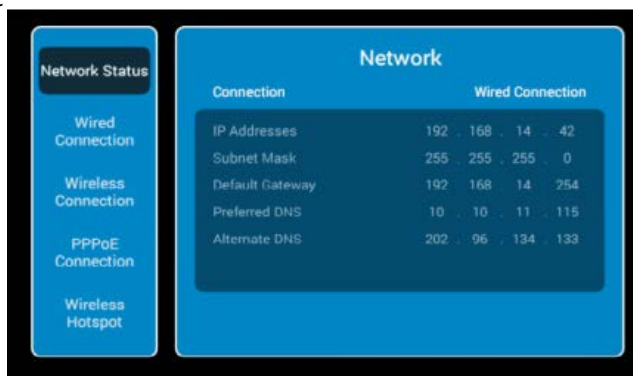 Network Status
Wired
Connection
Wireless
Connection
PPPoE
Connection
Wireless
Hotspot
Network
Connection Wired Connection
IP Addresses 192 . 168 . 14 . 42
Subnet Mask 255 . 255 . 255 . 0
Default Gateway 192 168 14 254
Preferred DNS 10 . 10 . 11 . 115
Alternate DNS 202 . 96 . 134 . 133